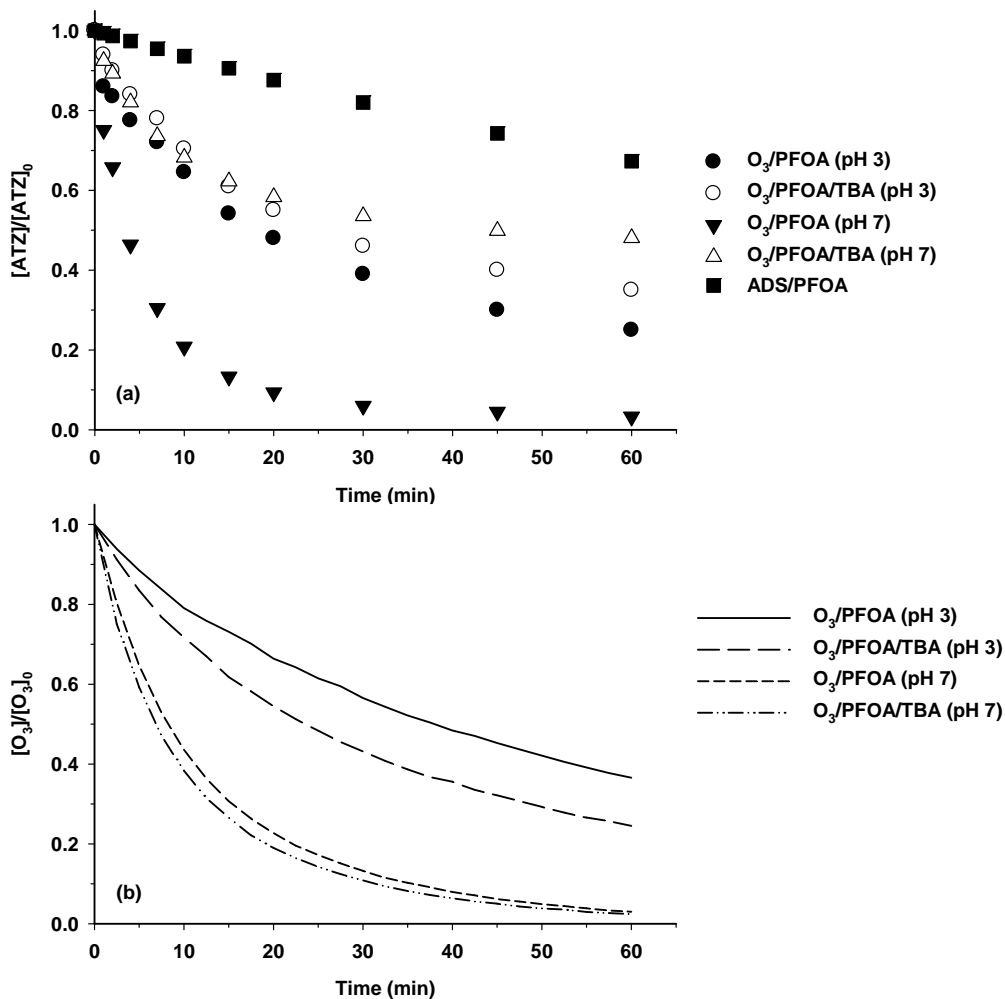 [ATZ]/[ATZ]₀
1.0
0.8
0.6
0.4
0.2
0.0
(a)
0 10 20 30 40 50 60
Time (min)
O₃/PFOA (pH 3)
O₃/PFOA/TBA (pH 3)
O₃/PFOA (pH 7)
O₃/PFOA/TBA (pH 7)
ADS/PFOA
[O₃]/[O₃]₀
1.0
0.8
0.6
0.4
0.2
0.0
(b)
0 10 20 30 40 50 60
Time (min)
O₃/PFOA (pH 3)
O₃/PFOA/TBA (pH 3)
O₃/PFOA (pH 7)
O₃/PFOA/TBA (pH 7)